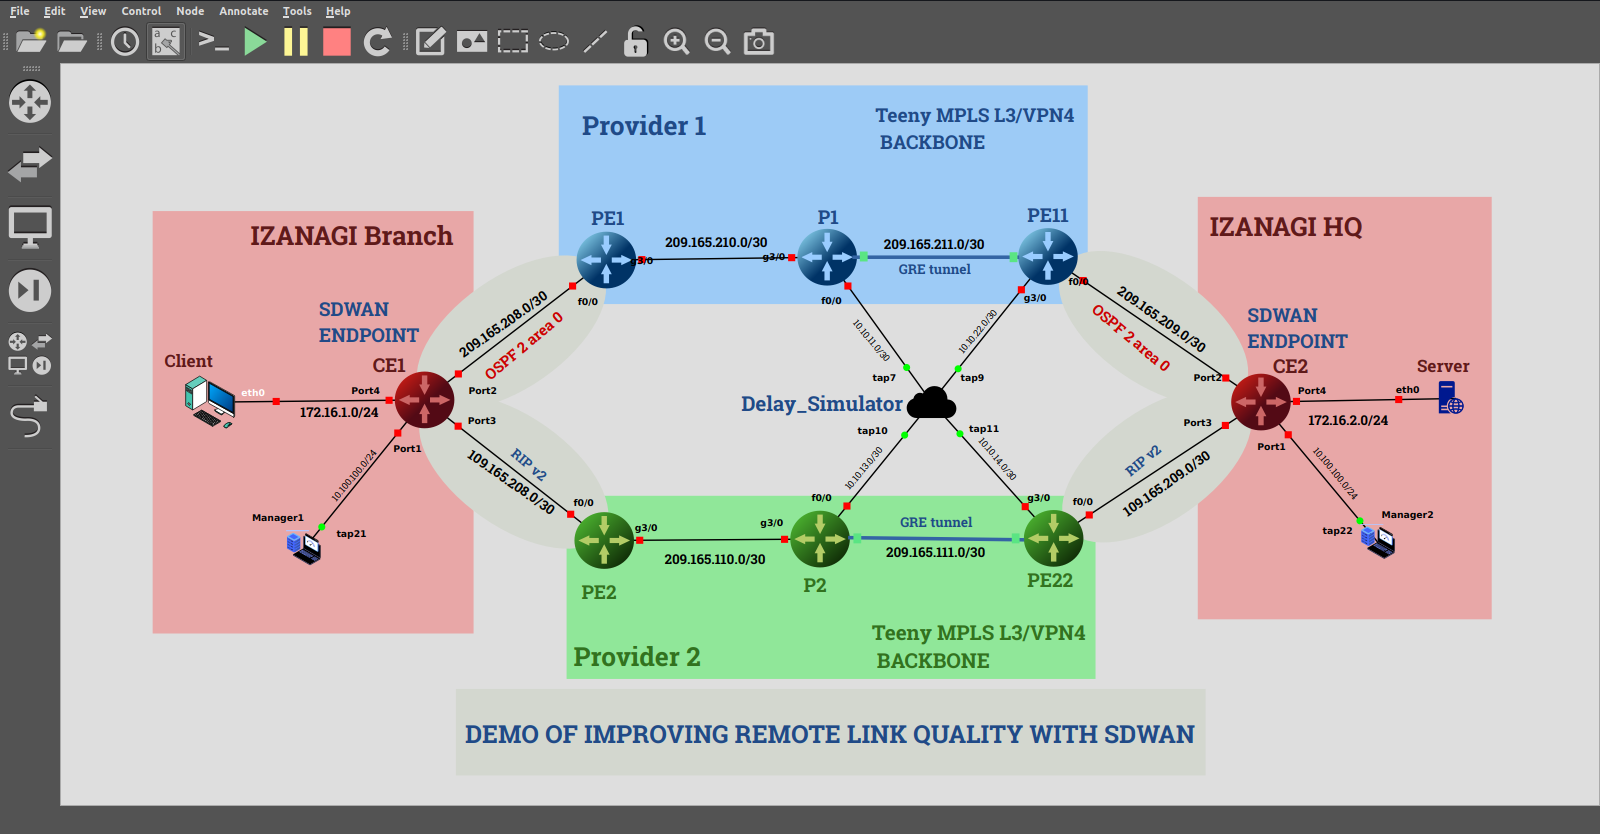 File Edit View Control Node Annotate Tools Help
Provider 1
Teeny MPLS L3/VPN4
BACKBONE
IZANAGI Branch
IZANAGI HQ
PE1
P1
PE11
209.165.210.0/30
209.165.211.0/30
g3/0
g3/0
GRE tunnel
f0/0
f0/0
f0/0
g3/0
SDWAN
ENDPOINT
209.165.208.0/30
OSPF 2 area 0
10.10.11.0/30
10.10.22.0/30
209.165.209.0/30
OSPF 2 area 0
SDWAN
ENDPOINT
Client
CE1
tap7
tap9
Port2
CE2
Server
eth0
Port4
Port2
172.16.1.0/24
Delay_Simulator
Port4
eth0
172.16.2.0/24
Port3
tap10
tap11
Port3
Port1
Port1
10.100.100.0/24
RIP v2
109.165.208.0/30
10.10.13.0/30
10.10.14.0/30
RIP v2
109.165.209.0/30
10.100.100.0/24
Manager1
tap21
f0/0
f0/0
g3/0
f0/0
Manager2
tap22
g3/0
g3/0
GRE tunnel
209.165.110.0/30
209.165.111.0/30
PE2
P2
PE22
Teeny MPLS L3/VPN4
BACKBONE
Provider 2
DEMO OF IMPROVING REMOTE LINK QUALITY WITH SDWAN